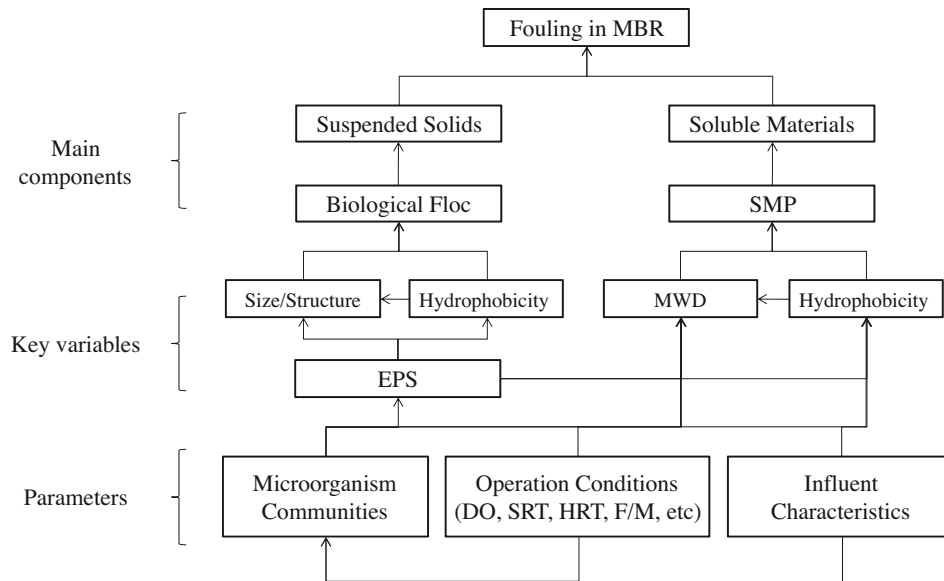 Fouling in MBR
Main
components
Suspended Solids
Soluble Materials
Biological Floc
SMP
Key variables
Size/Structure
Hydrophobicity
MWD
Hydrophobicity
EPS
Parameters
Microorganism
Communities
Operation Conditions
(DO, SRT, HRT, F/M, etc)
Influent
Characteristics